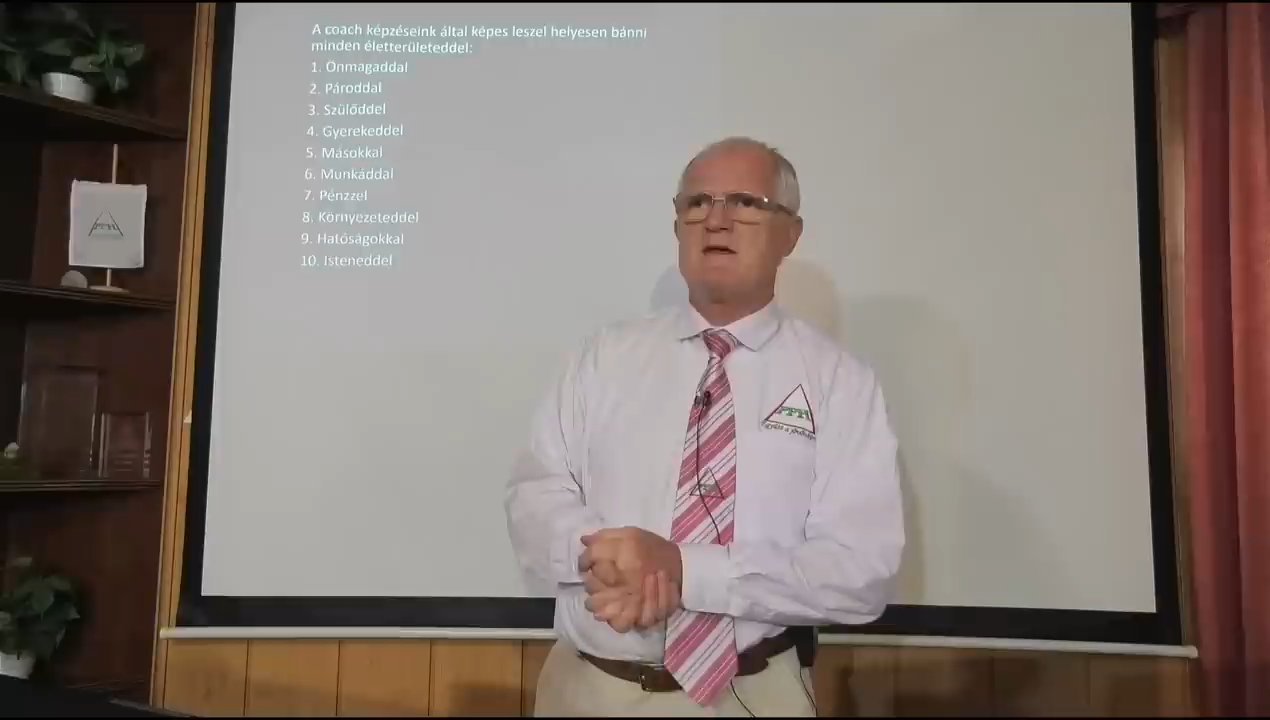 A coach képzéseink által képes leszel helyesen bánni
minden életterületeddel:
1. Önmagaddal
2. Pároddal
3. Szülőddel
4. Gyerekeddel
5. Másokkal
6. Munkáddal
7. Pénzzel
8. Környezeteddel
9. Hatóságokkal
10. Isteneddel